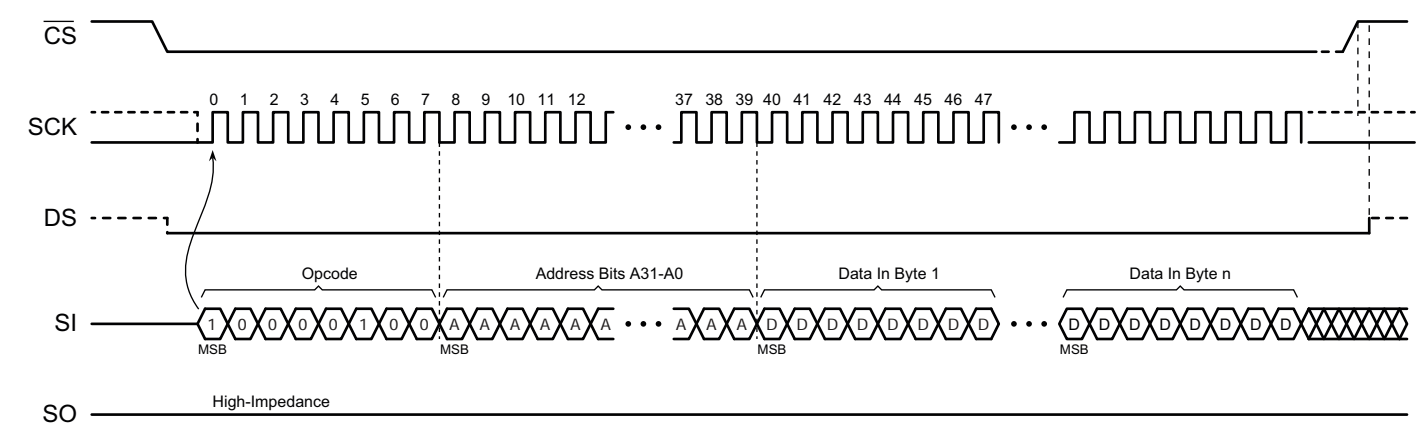 CS
0 1 2 3 4 5 6 7 8 9 10 11 12 37 38 39 40 41 42 43 44 45 46 47
SCK
DS
Opcode Address Bits A31-A0 Data In Byte 1 Data In Byte n
SI 1 0 0 0 0 1 0 0 A A A A A A A A A D D D D D D D D D D D D D D D D
MSB MSB MSB MSB
High-Impedance
SO